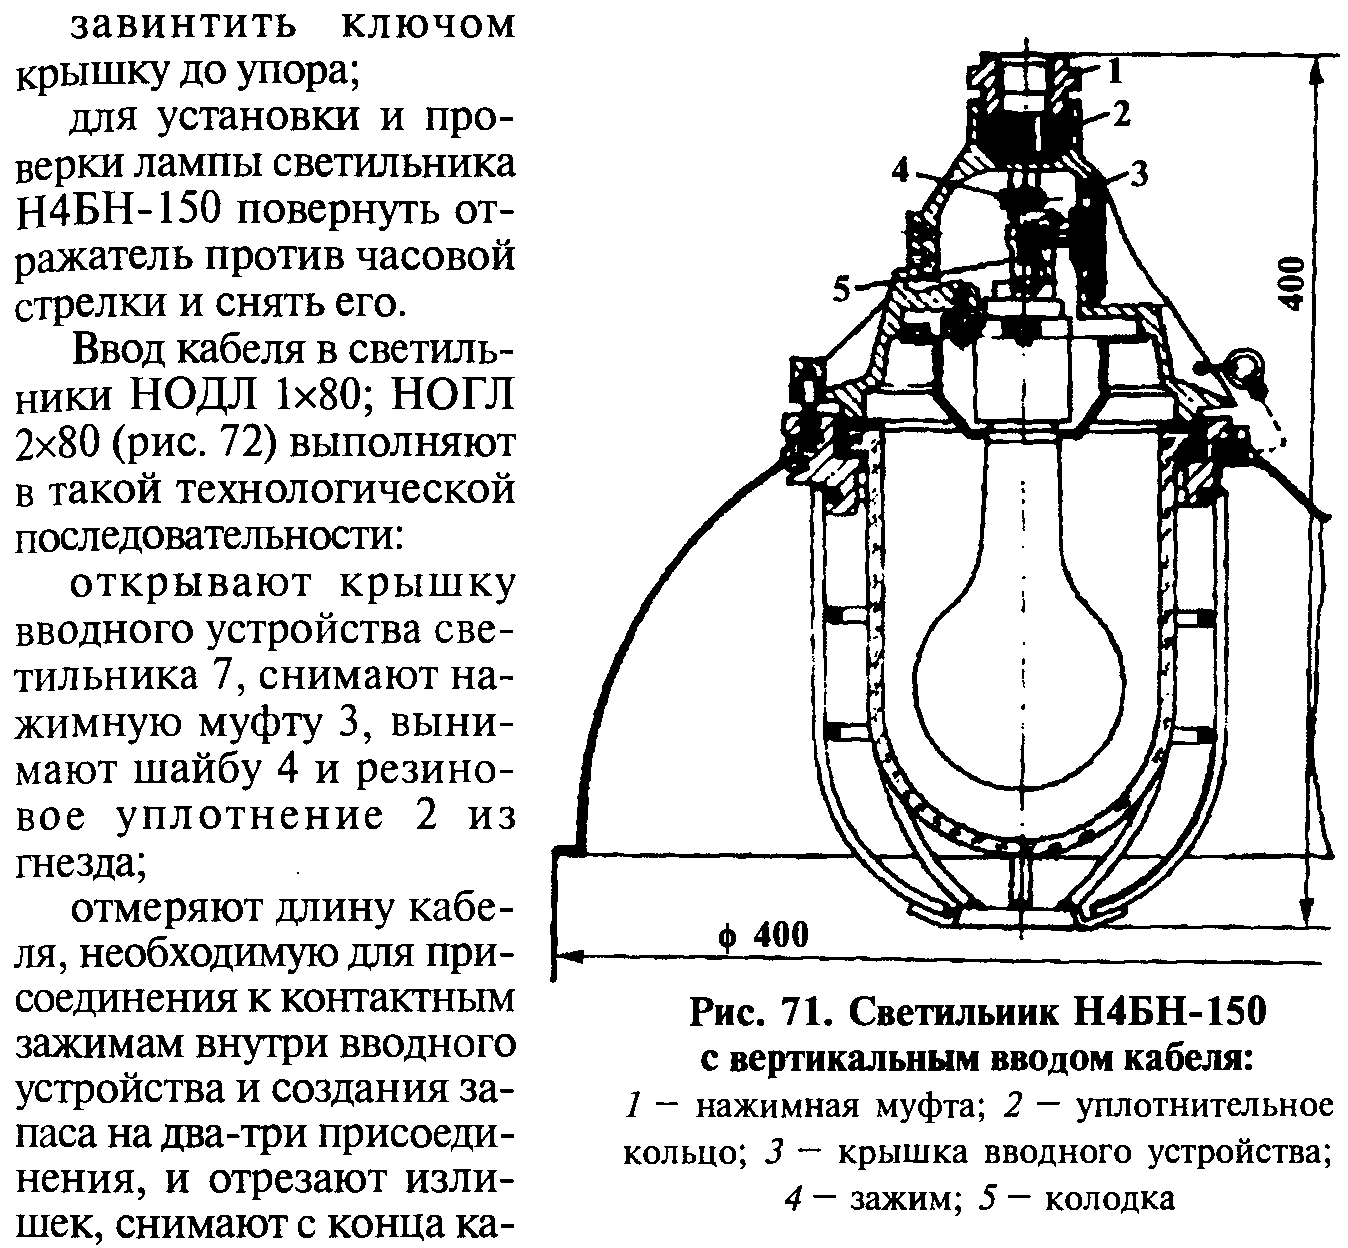 завинтить ключом
крышку до упора;
для установки и про-
верки лампы светильника
Н4БН-150 повернуть от-
ражатель против часовой
стрелки и снять его.
Ввод кабеля в светиль-
ники НОДЛ 1×80; НОГЛ
2×80 (рис. 72) выполняют
в такой технологической
последовательности:
открывают крышку
вводного устройства све-
тильника 7, снимают на-
жимную муфту 3, выни-
мают шайбу 4 и резино-
вое уплотнение 2 из
гнезда;
отмеряют длину кабе-
ля, необходимую для при-
соединения к контактным
зажимам внутри вводного
устройства и создания за-
паса на два-три присоеди-
нения, и отрезают изли-
шек, снимают с конца ка-
1
2
4
3
5
400
ф 400
Рис. 71. Светильник Н4БН-150
с вертикальным вводом кабеля:
1 — нажимная муфта; 2 — уплотнительное
кольцо; 3 — крышка вводного устройства;
4 — зажим; 5 — колодка